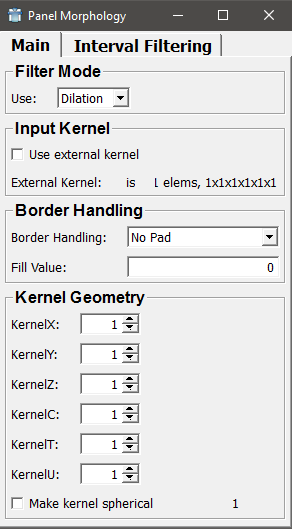 Panel Morphology
Main Interval Filtering
Filter Mode
Use: Dilation
Input Kernel
Use external kernel
External Kernel: is elems, 1x1x1x1x1x1
Border Handling
Border Handling: No Pad
Fill Value: 0
Kernel Geometry
KernelX: 1
KernelY: 1
KernelZ: 1
KernelC: 1
KernelT: 1
KernelU: 1
Make kernel spherical 1